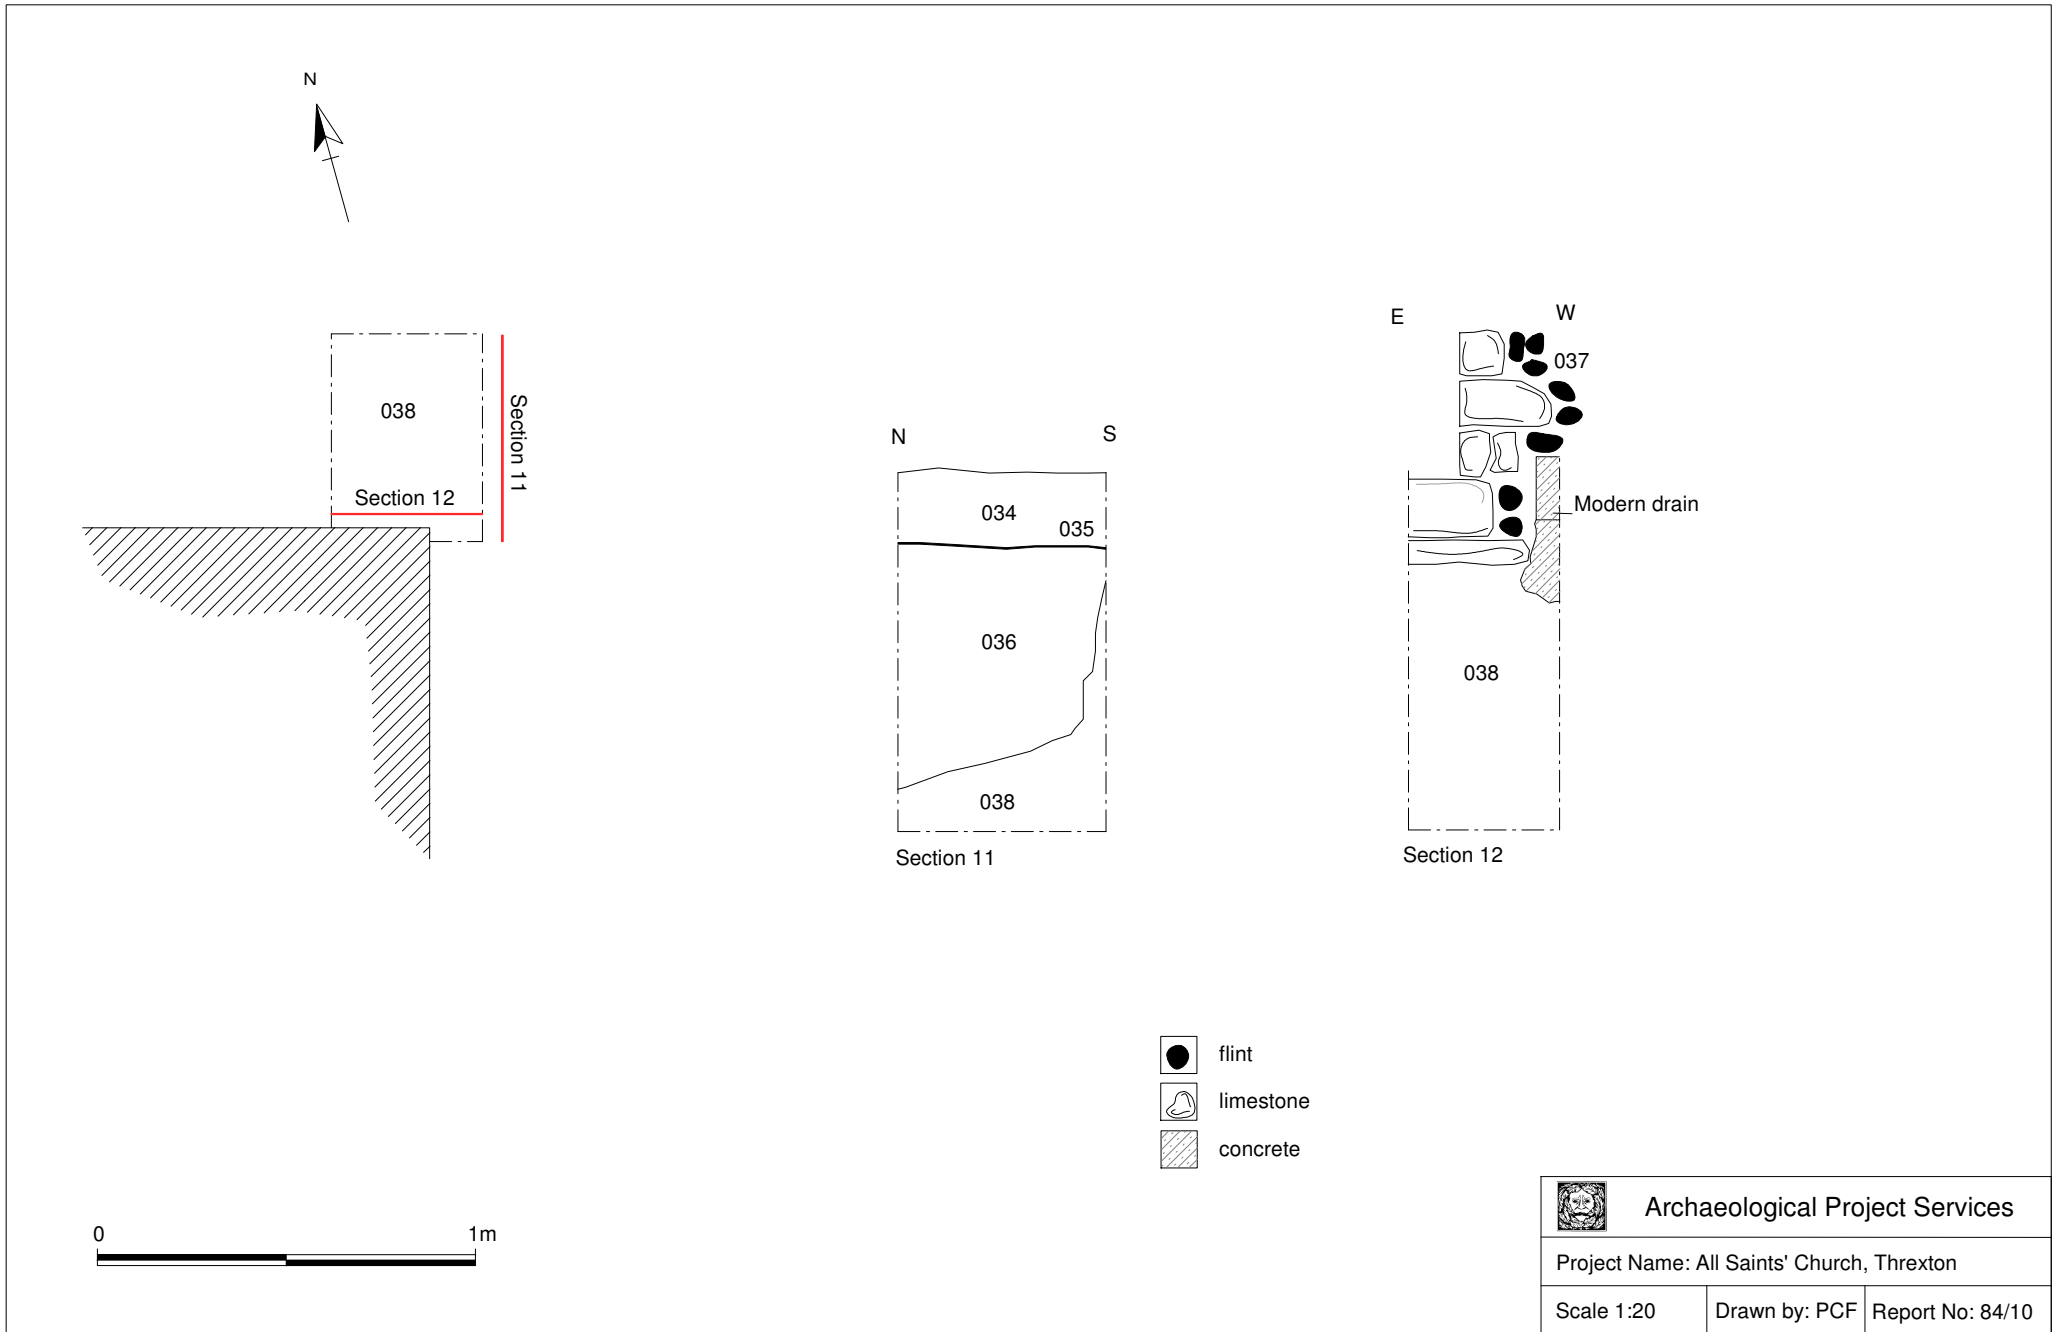 N
038
Section 12
Section 11
N
S
034
035
036
038
Section 11
E
W
037
Modern drain
038
Section 12
flint
limestone
concrete
0
1m
Archaeological Project Services
Project Name: All Saints' Church, Threxton
Scale 1:20
Drawn by: PCF
Report No: 84/10